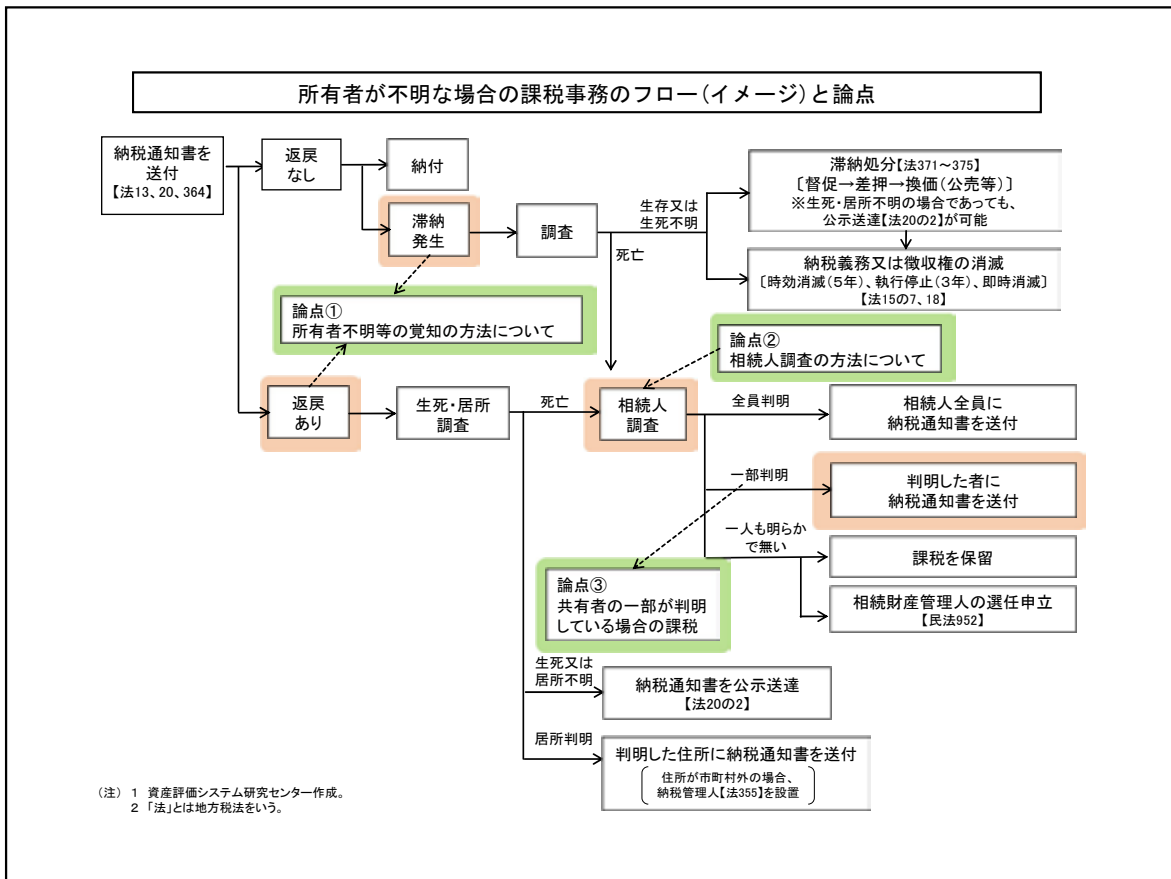 所有者が不明な場合の課税事務のフロー(イメージ)と論点
納税通知書を
送付
【法13、20、364】
返戻
なし
納付
滞納
発生
調査
生存又は
生死不明
死亡
滞納処分【法371～375】
〔督促→差押→換価(公売等)〕
※生死・居所不明の場合であっても、
公示送達【法20の2】が可能
納税義務又は徴収権の消滅
〔時効消滅(5年)、執行停止(3年)、即時消滅〕
【法15の7、18】
論点①
所有者不明等の覚知の方法について
論点②
相続人調査の方法について
返戻
あり
生死・居所
調査
死亡
相続人
調査
全員判明
相続人全員に
納税通知書を送付
一部判明
判明した者に
納税通知書を送付
一人も明らか
で無い
課税を保留
相続財産管理人の選任申立
【民法952】
論点③
共有者の一部が判明
している場合の課税
生死又は
居所不明
納税通知書を公示送達
【法20の2】
居所判明
判明した住所に納税通知書を送付
住所が市町村外の場合、
納税管理人【法355】を設置
(注) 1 資産評価システム研究センター作成。
2 「法」とは地方税法をいう。